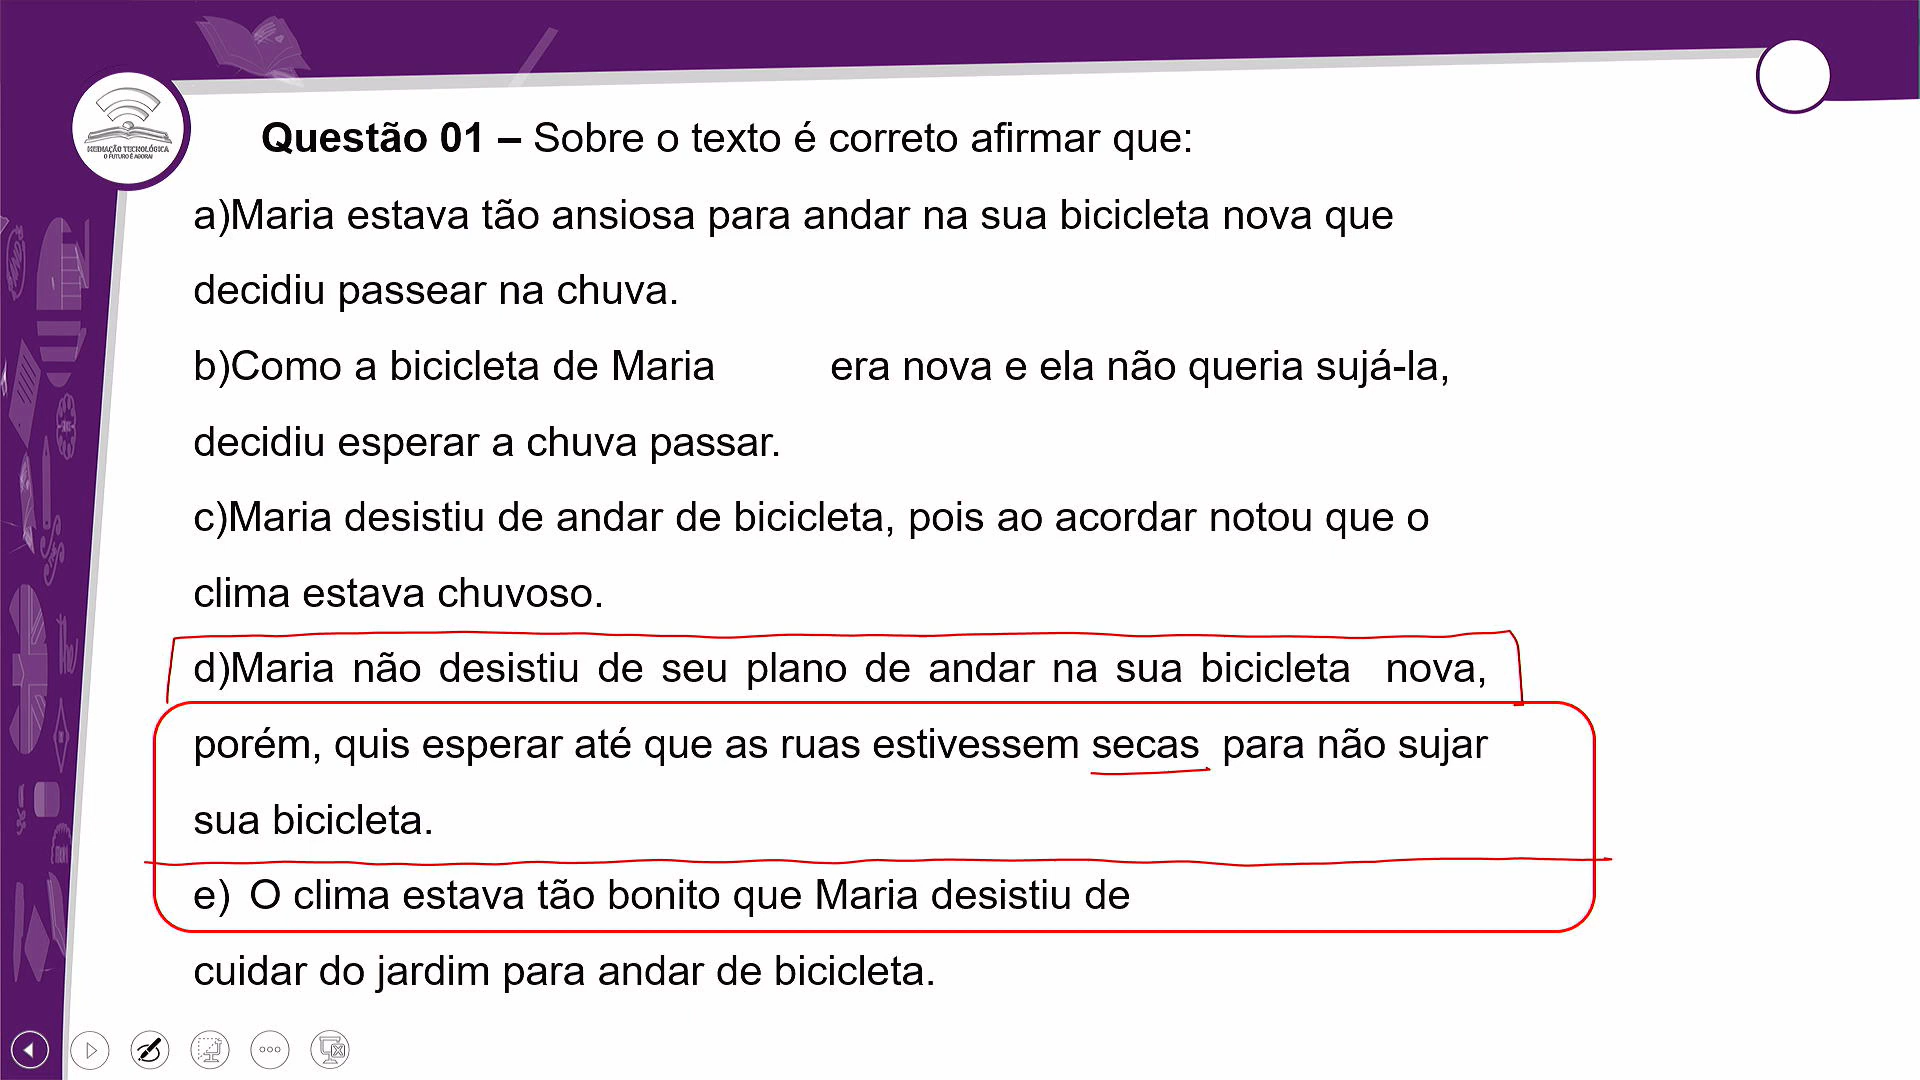 MEDIAÇÃO TECNOLÓGICA
O FUTURO É AGORA!
Questão 01 – Sobre o texto é correto afirmar que:
a)Maria estava tão ansiosa para andar na sua bicicleta nova que
decidiu passear na chuva.
b)Como a bicicleta de Maria era nova e ela não queria sujá-la,
decidiu esperar a chuva passar.
c)Maria desistiu de andar de bicicleta, pois ao acordar notou que o
clima estava chuvoso.
d)Maria não desistiu de seu plano de andar na sua bicicleta nova,
porém, quis esperar até que as ruas estivessem secas para não sujar
sua bicicleta.
e) O clima estava tão bonito que Maria desistiu de
cuidar do jardim para andar de bicicleta.